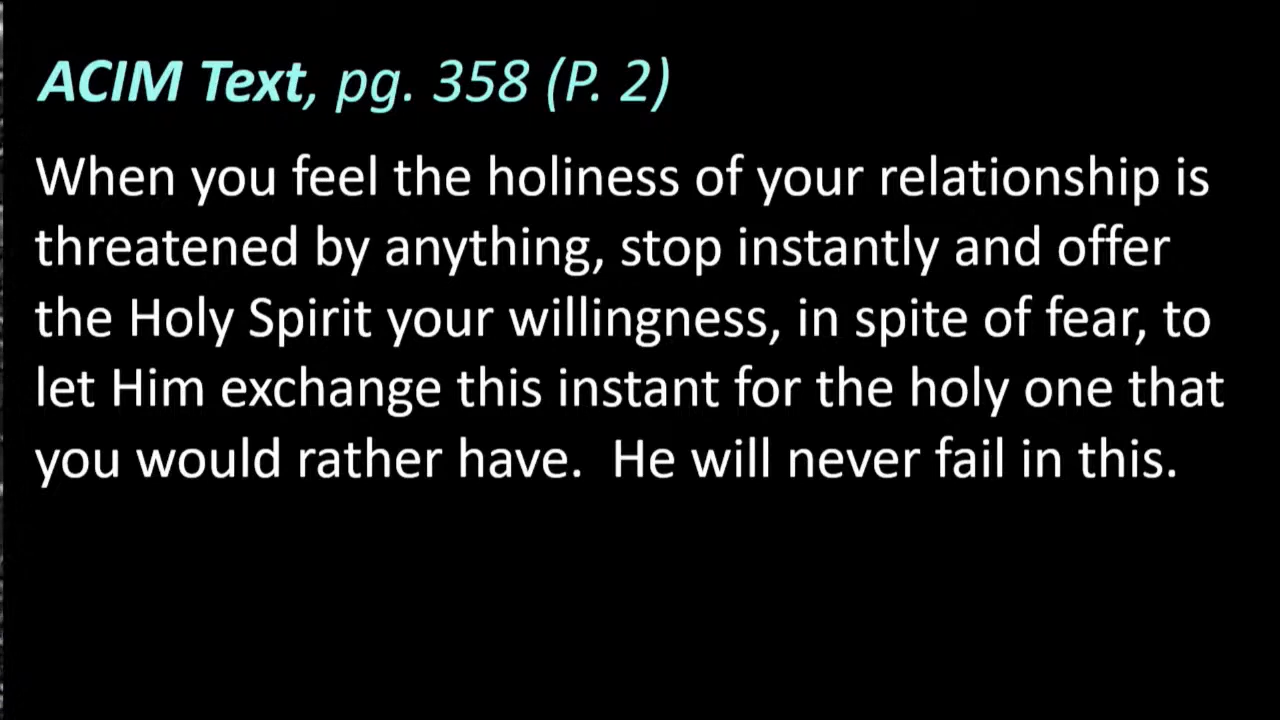 ACIM Text, pg. 358 (P. 2)
When you feel the holiness of your relationship is
threatened by anything, stop instantly and offer
the Holy Spirit your willingness, in spite of fear, to
let Him exchange this instant for the holy one that
you would rather have.  He will never fail in this.